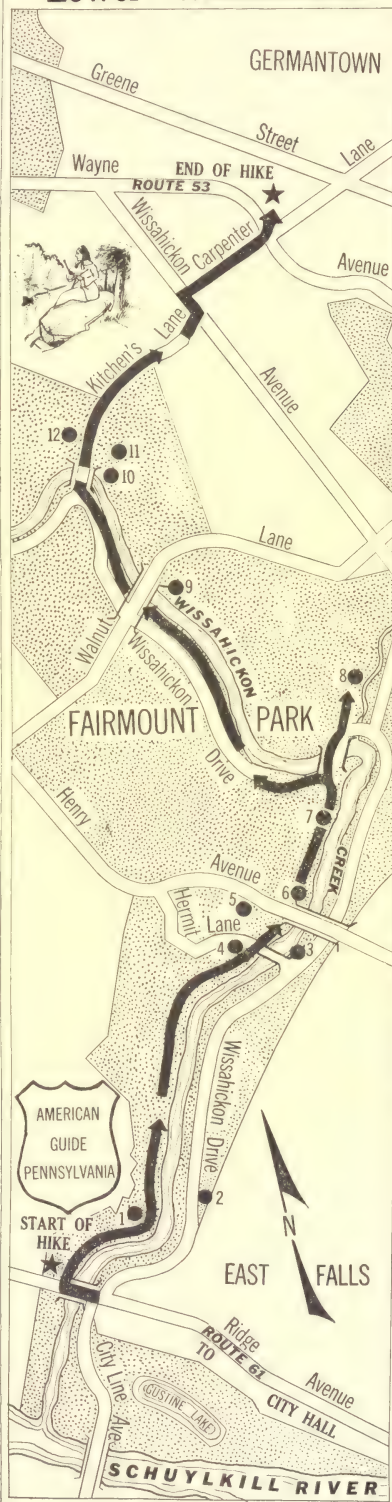 GERMANTOWN
Greene
Street
Lane
Wayne
END OF HIKE
ROUTE 53
Wissahickon
Carpenter
Avenue
Kitchen's
Lane
Avenue
12
11
10
Lane
9
Walnut
WISSAHICKON
Wissahickon
8
FAIRMOUNT PARK
Drive
7
Henry
Avenue
CREEK
6
5
Hermit
Lane
4
3
Wissahickon Drive
AMERICAN
GUIDE
PENNSYLVANIA
1
2
START OF
HIKE
N
EAST FALLS
Ridge
Avenue
ROUTE 61
TO
CITY HALL
City Line Ave.
GUSTINE LAKE
SCHUYLKILL RIVER